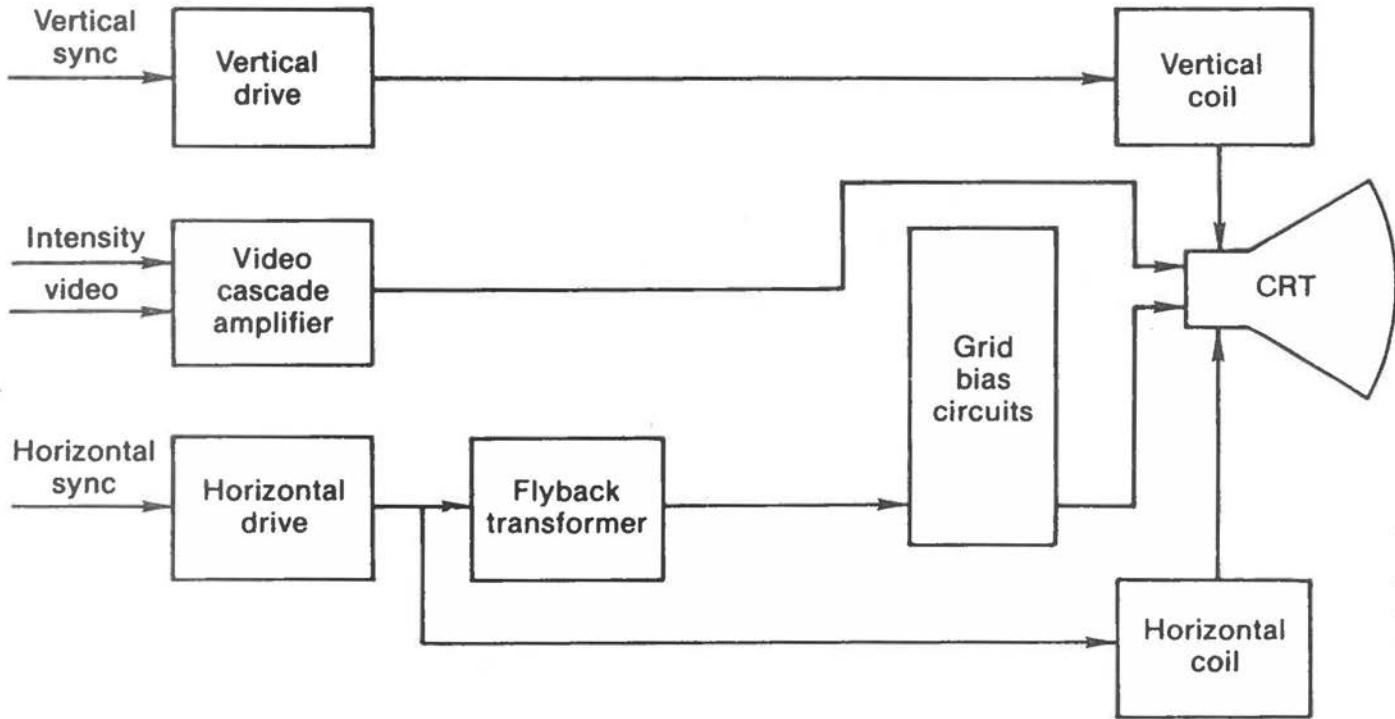 Vertical
sync
Vertical
drive
Vertical
coil
Intensity
video
Video
cascade
amplifier
CRT
Grid
bias
circuits
Horizontal
sync
Horizontal
drive
Flyback
transformer
Horizontal
coil